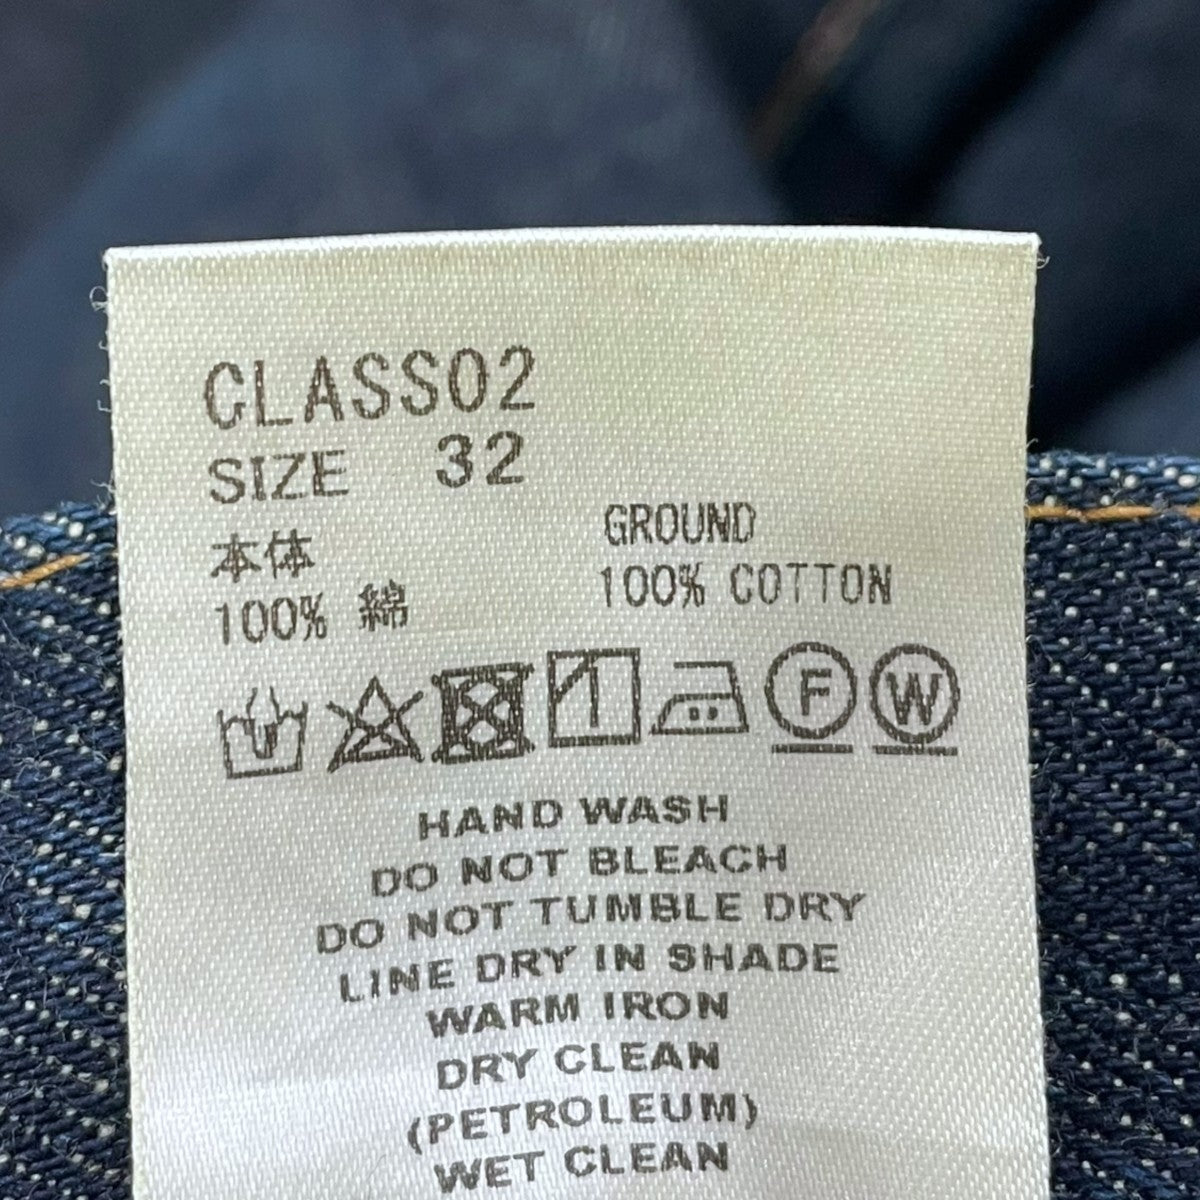 CLASS02
SIZE 32
本体
100% 綿
GROUND
100% COTTON
F W
HAND WASH
DO NOT BLEACH
DO NOT TUMBLE DRY
LINE DRY IN SHADE
WARM IRON
DRY CLEAN
(PETROLEUM)
WET CLEAN